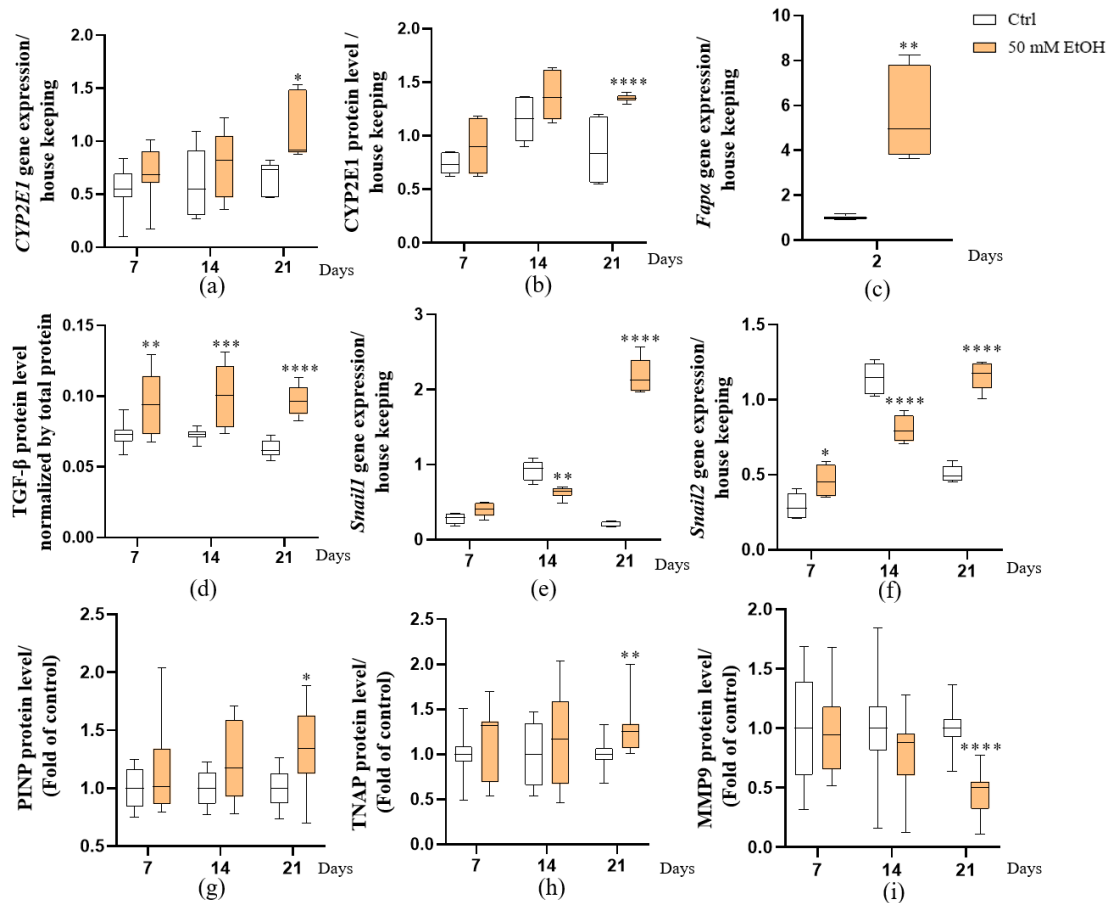 Ctrl
50 mM EtOH
CYP2E1 gene expression/
house keeping
2.0
1.5
1.0
0.5
0.0
*
7
14
21
Days
(a)
CYP2E1 protein level /
house keeping
2.0
1.5
1.0
0.5
0.0
****
7
14
21
Days
(b)
Fapα gene expression/
house keeping
10
8
6
4
2
0
**
2
Days
(c)
TGF-β protein level
normalized by total protein
0.15
0.10
0.05
0.00
**
***
****
7
14
21
Days
(d)
Snail1 gene expression/
house keeping
3
2
1
0
**
****
7
14
21
Days
(e)
Snail2 gene expression/
house keeping
1.5
1.0
0.5
0.0
*
****
****
7
14
21
Days
(f)
PINP protein level/
(Fold of control)
2.5
2.0
1.5
1.0
0.5
*
7
14
21
Days
(g)
TNAP protein level/
(Fold of control)
2.5
2.0
1.5
1.0
0.5
0.0
**
7
14
21
Days
(h)
MMP9 protein level/
(Fold of control)
2.0
1.5
1.0
0.5
0.0
****
7
14
21
Days
(i)